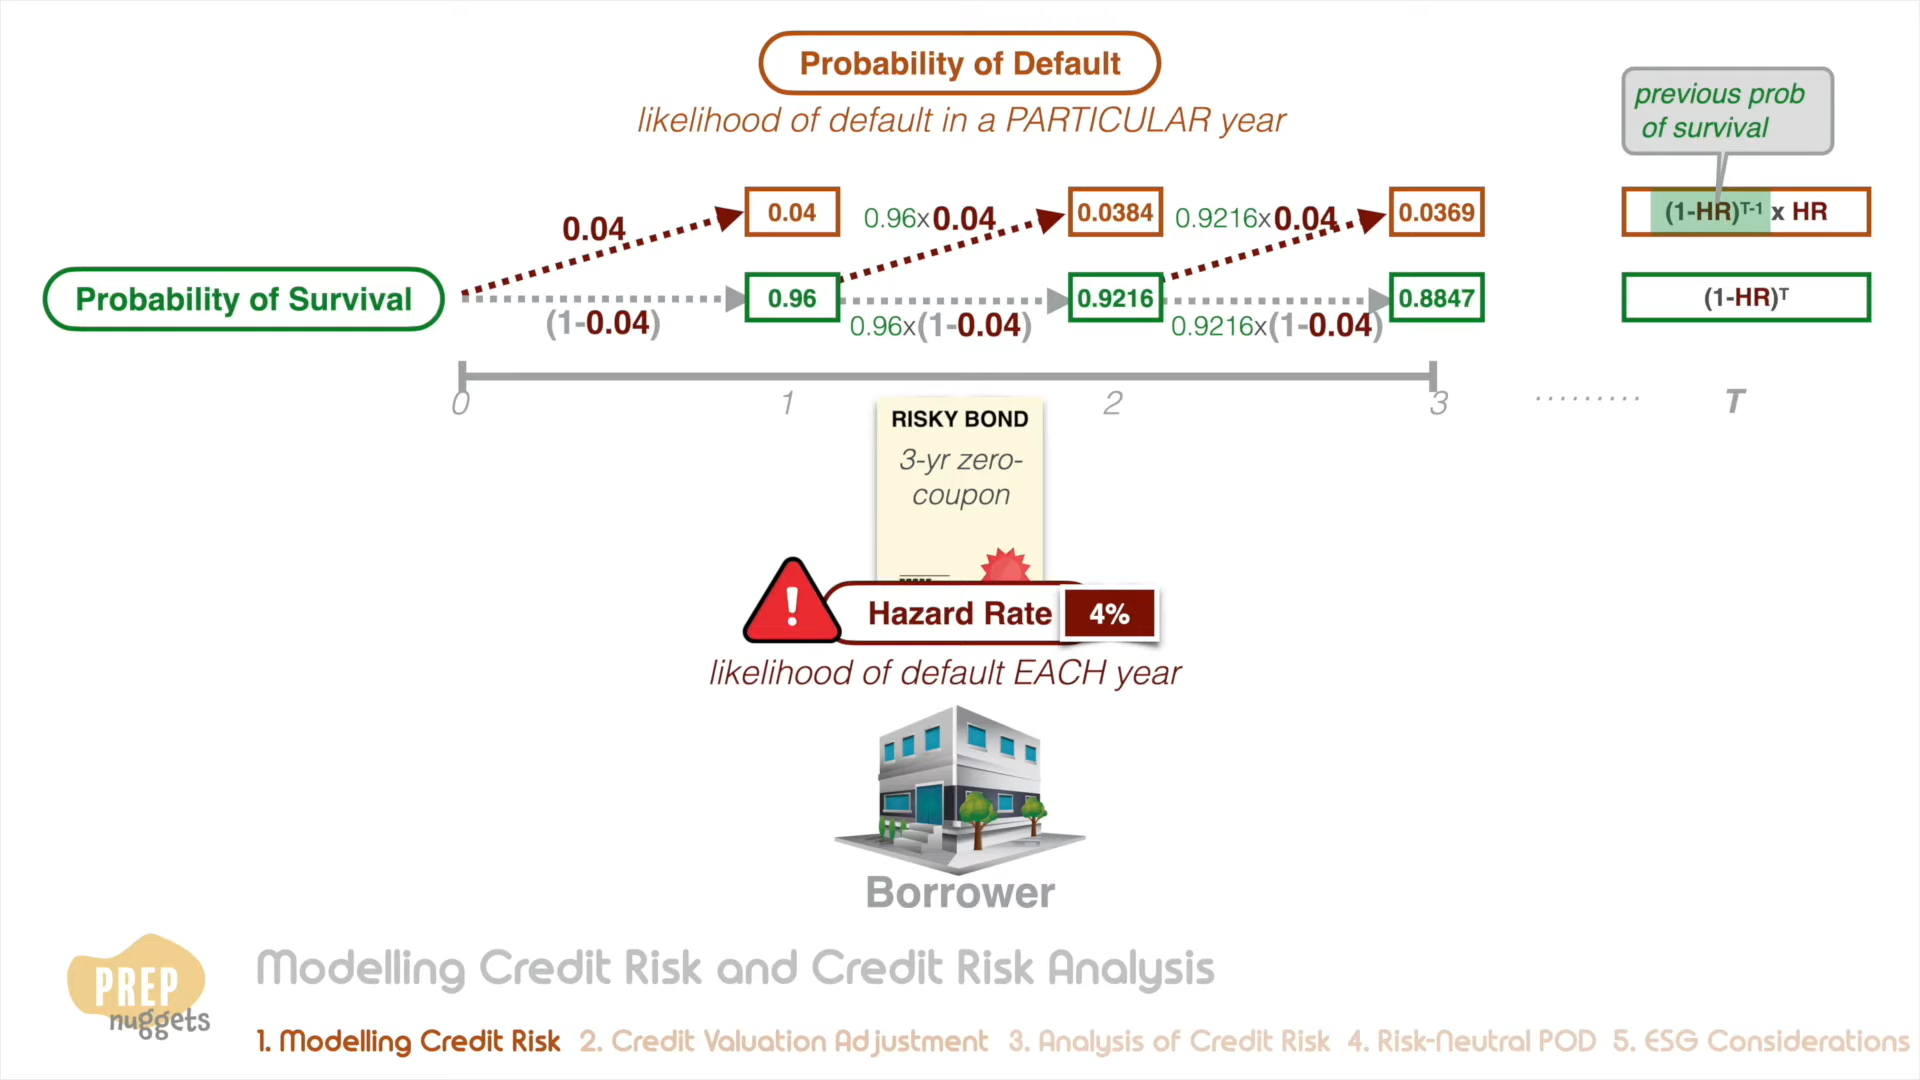 Probability of Default
likelihood of default in a PARTICULAR year
previous prob
of survival
0.04
0.04
0.96x0.04
0.0384
0.9216x0.04
0.0369
(1-HR)ᵀ⁻¹ x HR
Probability of Survival
(1-0.04)
0.96
0.96x(1-0.04)
0.9216
0.9216x(1-0.04)
0.8847
(1-HR)ᵀ
0 1 2 3 ......... T
RISKY BOND
3-yr zero-
coupon
!
Hazard Rate 4%
likelihood of default EACH year
Borrower
PREP
nuggets
Modelling Credit Risk and Credit Risk Analysis
1. Modelling Credit Risk 2. Credit Valuation Adjustment 3. Analysis of Credit Risk 4. Risk-Neutral POD 5. ESG Considerations